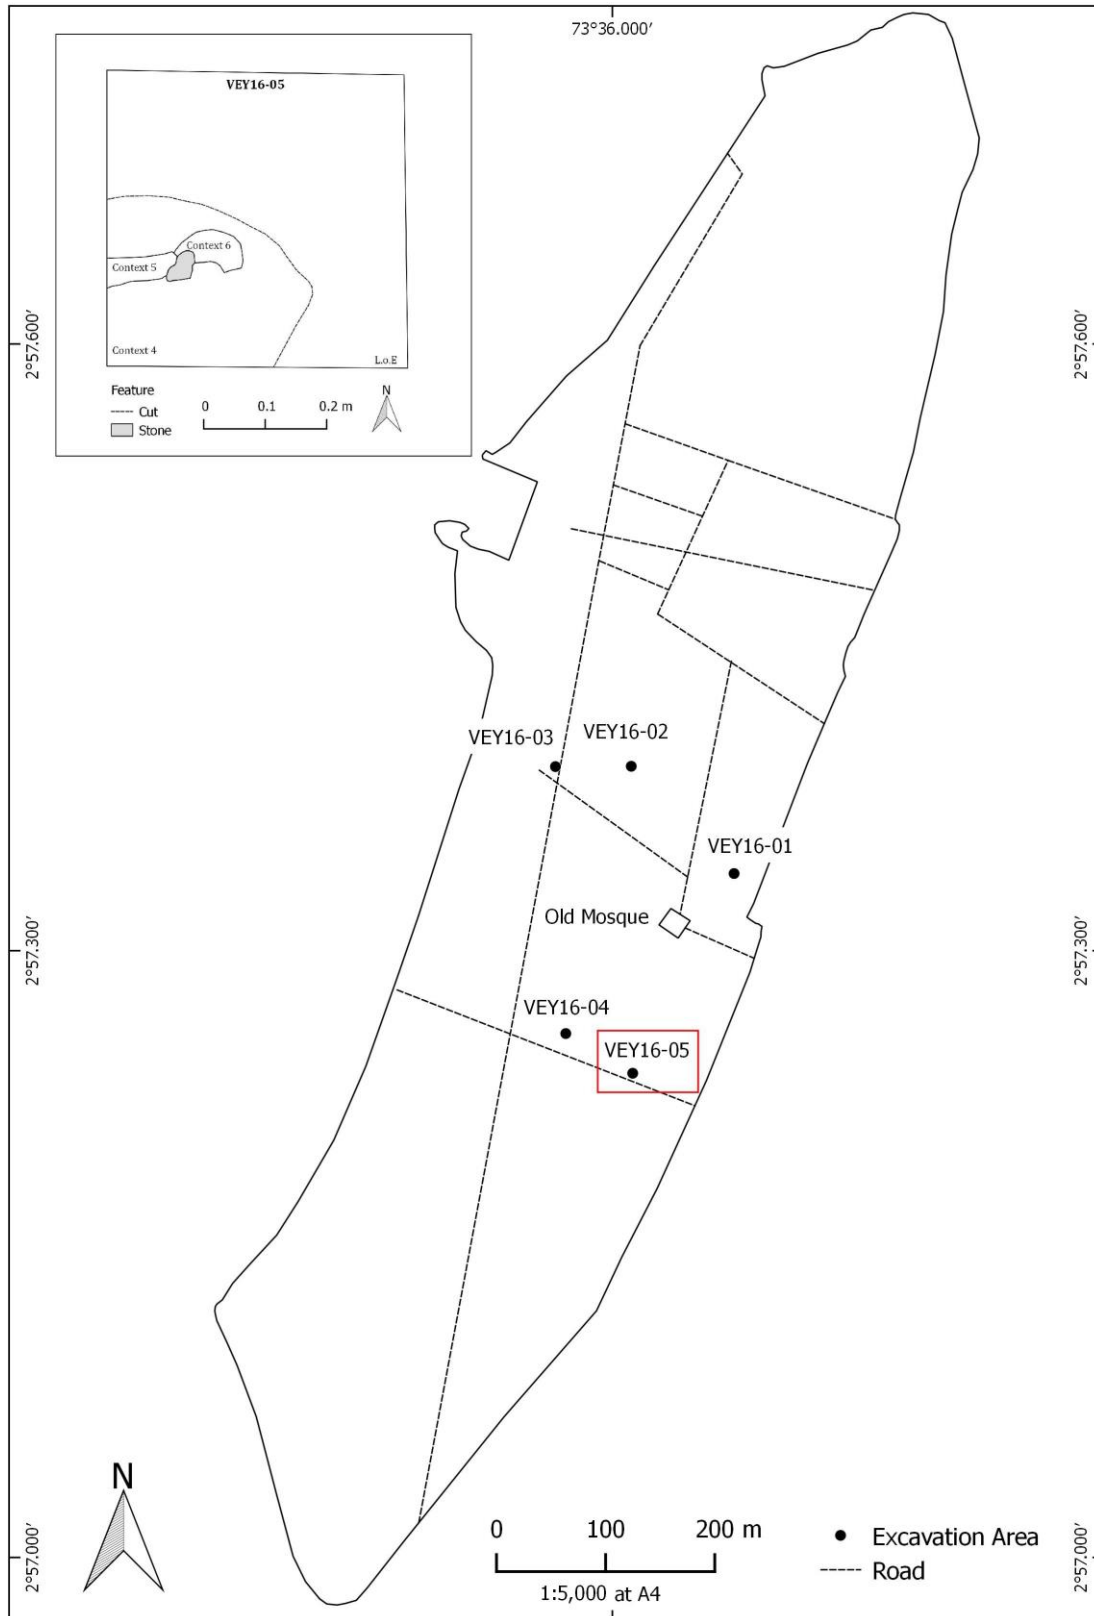 73°36.000'
VEY16-05
Context 6
Context 5
Context 4
L.o.E
Feature
Cut
Stone
0 0.1 0.2 m
N
2°57.600'
2°57.600'
VEY16-03
VEY16-02
VEY16-01
Old Mosque
2°57.300'
2°57.300'
VEY16-04
VEY16-05
N
0 100 200 m
1:5,000 at A4
Excavation Area
Road
2°57.000'
2°57.000'